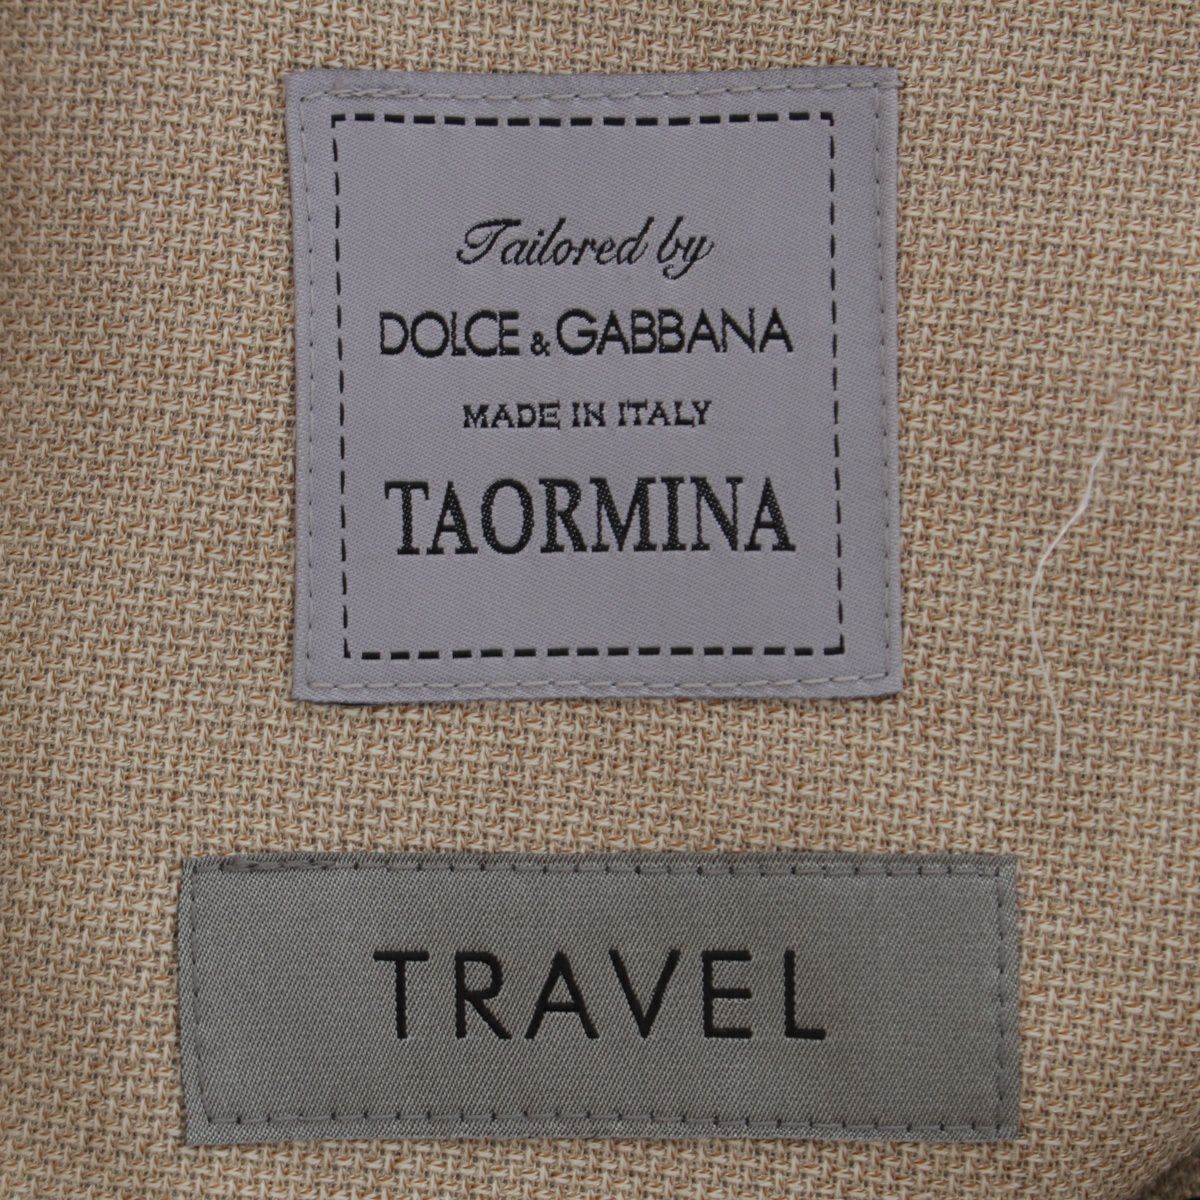 Tailored by
DOLCE & GABBANA
MADE IN ITALY
TAORMINA
TRAVEL